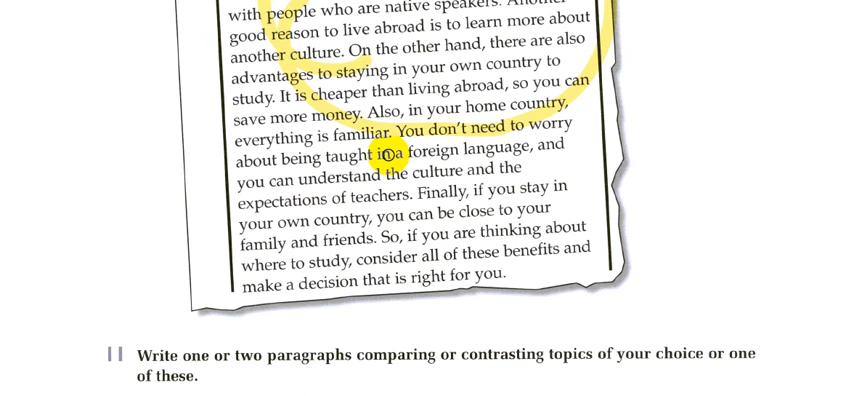 with people who are native speakers. Another
good reason to live abroad is to learn more about
another culture. On the other hand, there are also
advantages to staying in your own country to
study. It is cheaper than living abroad, so you can
save more money. Also, in your home country,
everything is familiar. You don't need to worry
about being taught in a foreign language, and
you can understand the culture and the
expectations of teachers. Finally, if you stay in
your own country, you can be close to your
family and friends. So, if you are thinking about
where to study, consider all of these benefits and
make a decision that is right for you.
11 Write one or two paragraphs comparing or contrasting topics of your choice or one
of these.